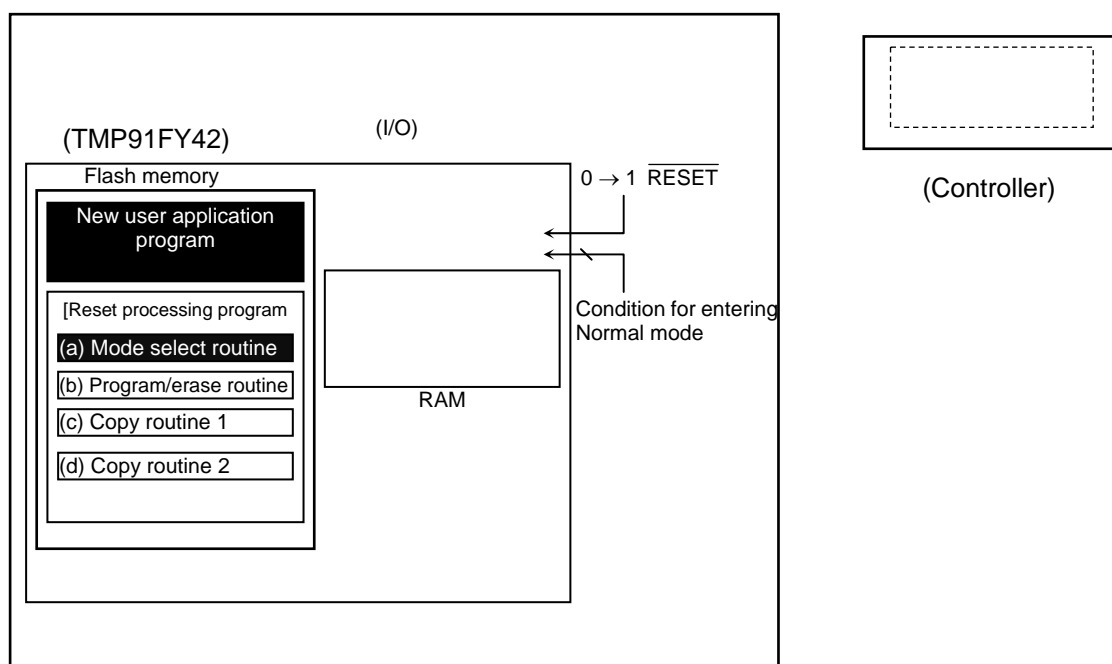 (TMP91FY42)
(I/O)
Flash memory
New user application
program
[Reset processing program
(a) Mode select routine
(b) Program/erase routine
(c) Copy routine 1
(d) Copy routine 2
RAM
0 → 1 RESET
Condition for entering
Normal mode
(Controller)